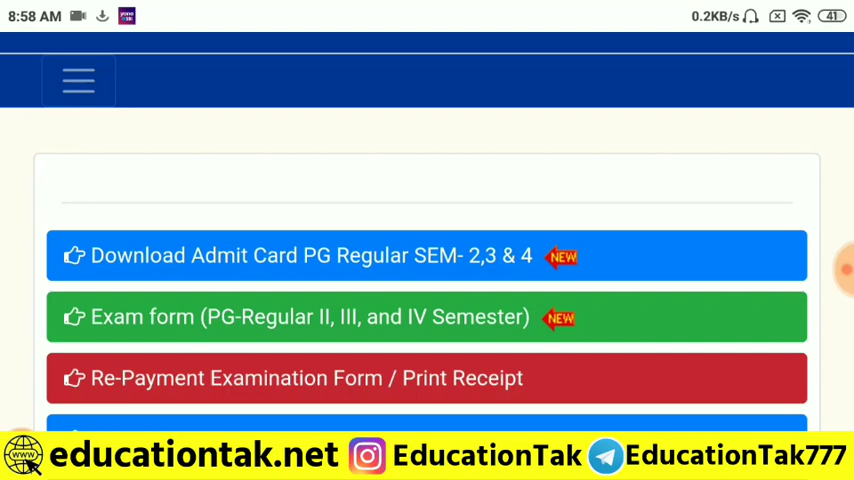 8:58 AM 0.2KB/s 41
Download Admit Card PG Regular SEM- 2,3 & 4 NEW
Exam form (PG-Regular II, III, and IV Semester) NEW
Re-Payment Examination Form / Print Receipt
www educationtak.net EducationTak EducationTak777